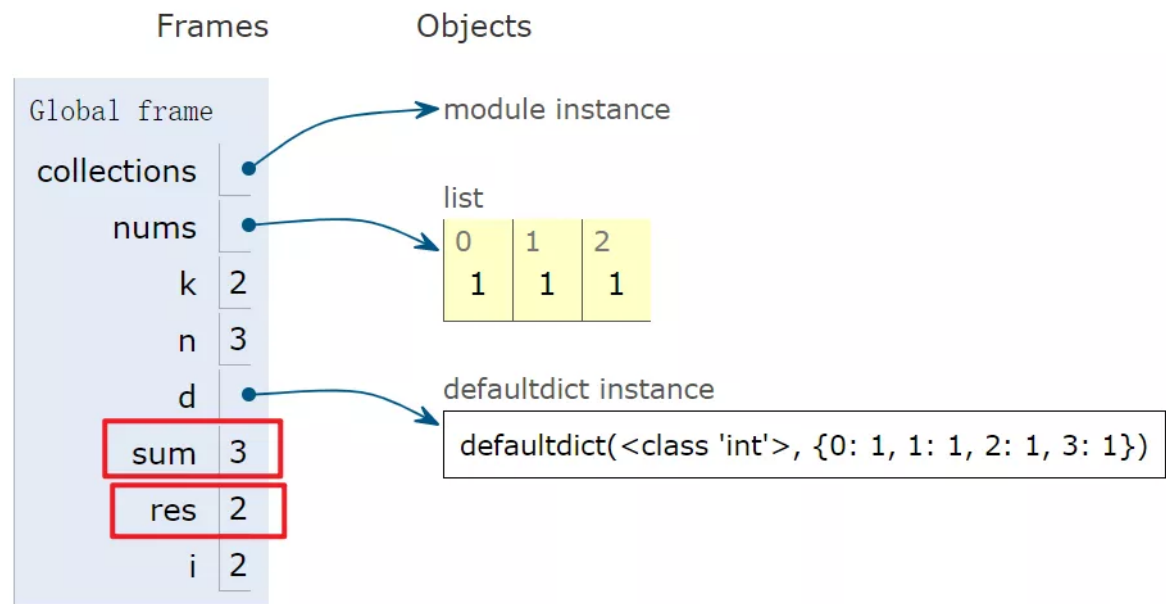 Frames Objects
Global frame
module instance
collections
list
nums
0 1 2
1 1 1
k 2
n 3
defaultdict instance
d
defaultdict(<class 'int'>, {0: 1, 1: 1, 2: 1, 3: 1})
sum 3
res 2
i 2